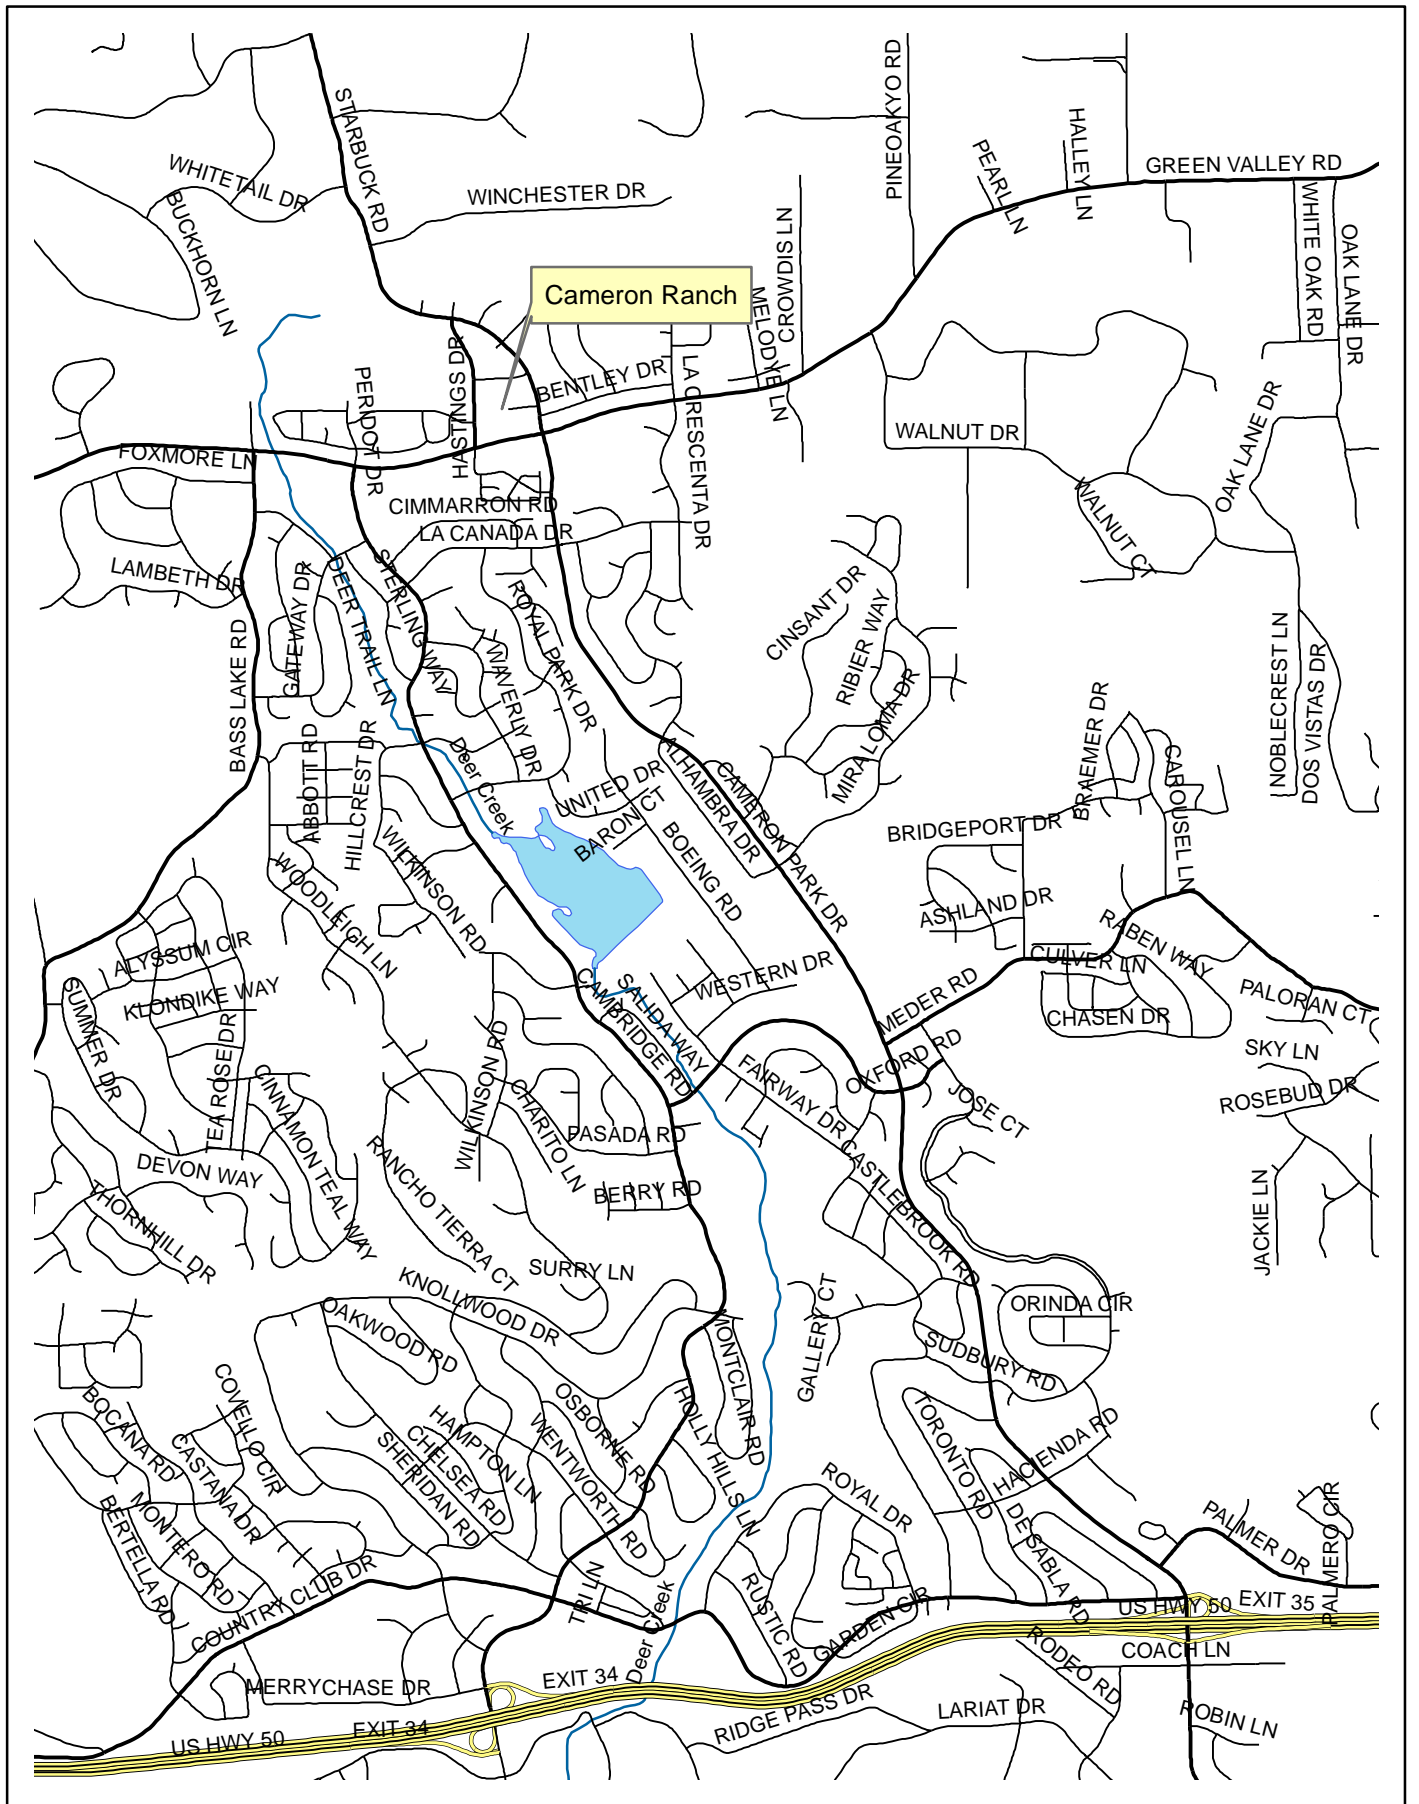 STARBUCK RD
PINEOAKYO RD
HALLEY LN
PEARL LN
GREEN VALLEY RD
WHITETAIL DR
WINCHESTER DR
BUCKHORN LN
CROWDIS LN
WHITE OAK RD
OAK LANE DR
Cameron Ranch
MELODYE LN
HASTINGS DR
PERIDOT DR
BENTLEY DR
LA CRESCENTA DR
WALNUT DR
OAK LANE DR
FOXMORE LN
CIMMARRON RD
LA CANADA DR
WALNUT CT
LAMBETH DR
GATEWAY DR
DEER TRAIL LN
STERLING WAY
ROYAL PARK DR
CINSANT DR
RIBIER WAY
BASS LAKE RD
WAVERLY DR
MIRA LOMA DR
NOBLECREST LN
DOS VISTAS DR
ABBOTT RD
HILLCREST DR
Deer Creek
UNITED DR
BARON CT
ALHAMBRA DR
CAMERON PARK DR
BRAEMER DR
CAROUSEL LN
BRIDGEPORT DR
WOODLEIGH LN
WILKINSON RD
BOEING RD
ASHLAND DR
RABEN WAY
ALYSSUM CIR
KLONDIKE WAY
SUMMER DR
CAMBRIDGE RD
SALIDA WAY
WESTERN DR
MEDER RD
CULVER LN
CHASEN DR
PALORAN CT
TEA ROSE DR
CINNAMON TEAL WAY
WILKINSON RD
CHARITO LN
FAIRWAY DR
OXFORD RD
JOSE CT
SKY LN
ROSEBUD DR
PASADA RD
DEVON WAY
THORNHILL DR
RANCHO TIERRA CT
BERRY RD
CASTLEBROOK RD
JACKIE LN
SURRY LN
KNOLLWOOD DR
OAKWOOD RD
GALLERY CT
ORINDA CIR
MONTCLAIR RD
SUDBURY RD
BOCANA RD
COVELLO CIR
CASTANA DR
HAMPTON LN
CHELSEA RD
SHERIDAN RD
OSBORNE RD
WENTWORTH RD
HOLLY HILLS LN
TORONTO RD
HACIENDA RD
ROYAL DR
BERTELLA RD
MONTERO RD
DESABLA RD
PALMER DR
PALMERO CIR
COUNTRY CLUB DR
TRI LN
Deer Creek
RUSTIC RD
GARDEN CIR
US HWY 50
EXIT 35
COACH LN
RODEO RD
MERRYCHASE DR
EXIT 34
RIDGE PASS DR
LARIAT DR
ROBIN LN
US HWY 50
EXIT 34